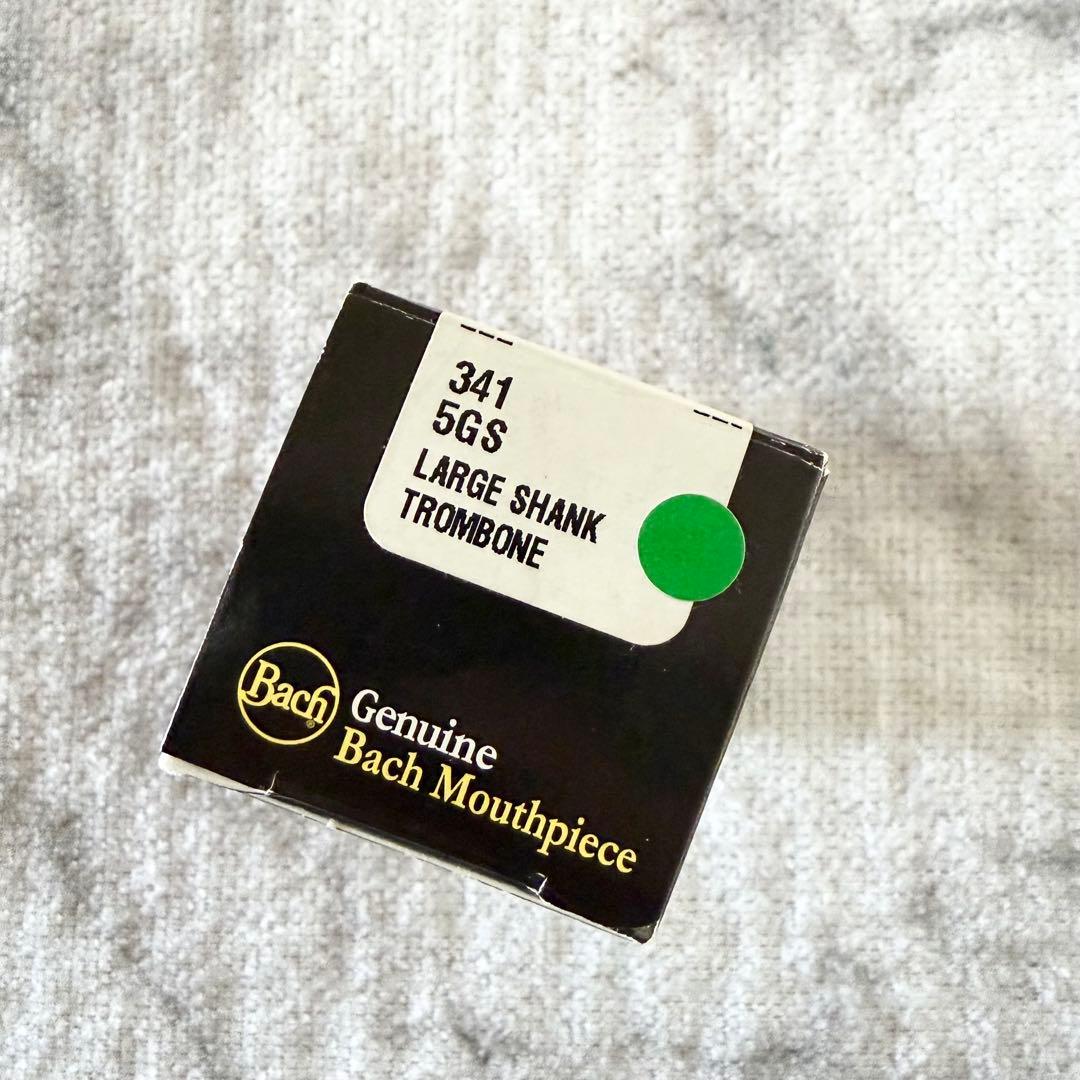 341
5GS
LARGE SHANK
TROMBONE
Bach®
Genuine
Bach Mouthpiece